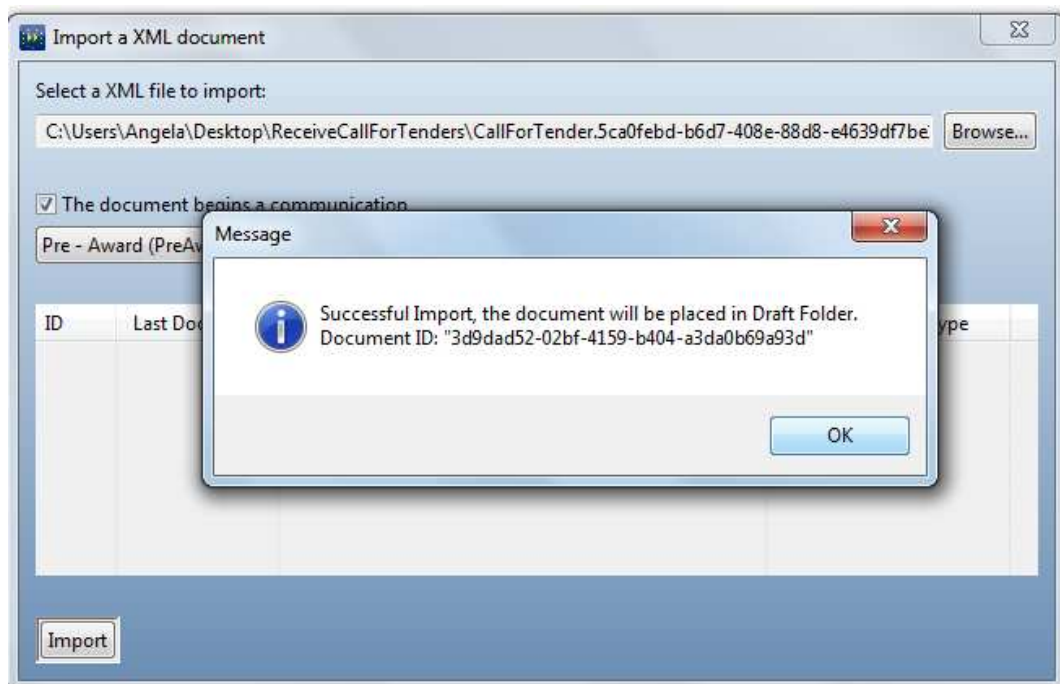 Import a XML document
Select a XML file to import:
C:\Users\Angela\Desktop\ReceiveCallForTenders\CallForTender.5ca0febd-b6d7-408e-88d8-e4639df7be
Browse...
The document begins a communication
Pre - Award (PreAw
Message
Successful Import, the document will be placed in Draft Folder.
Document ID: "3d9dad52-02bf-4159-b404-a3da0b69a93d"
OK
ID Last Doc ype
Import